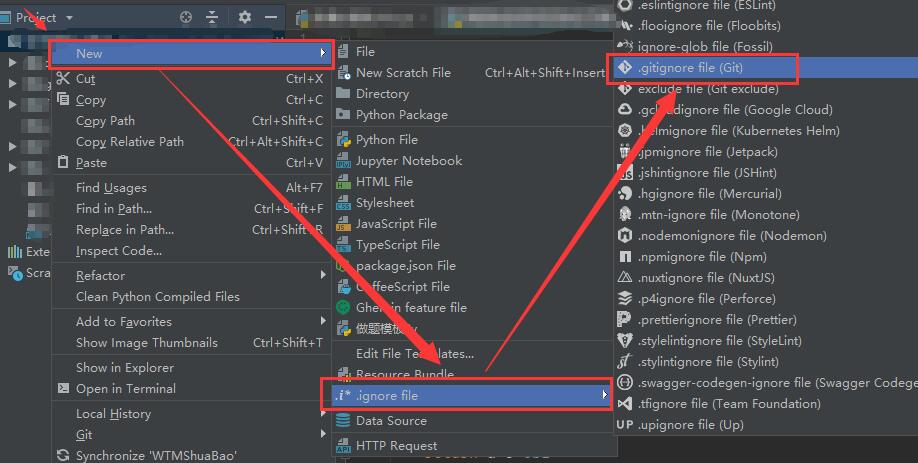 Project
New
Cut Ctrl+X
Copy Ctrl+C
Copy Path Ctrl+Shift+C
Copy Relative Path Ctrl+Alt+Shift+C
Paste Ctrl+V
Find Usages Alt+F7
Find in Path... Ctrl+Shift+F
Replace in Path... Ctrl+Shift+R
Inspect Code...
Refactor
Clean Python Compiled Files
Add to Favorites
Show Image Thumbnails Ctrl+Shift+T
Show in Explorer
Open in Terminal
Local History
Git
Synchronize 'WTMShuaBao'
Exte
Scra
1
File
New Scratch File Ctrl+Alt+Shift+Insert
Directory
Python Package
Python File
Jupyter Notebook
HTML File
Stylesheet
JavaScript File
TypeScript File
package.json File
CoffeeScript File
Gherkin feature file
做题模板
Edit File Templates...
Resource Bundle
.ignore file
Data Source
HTTP Request
.eslintignore file (ESLint)
.flooignore file (Floobits)
ignore-glob file (Fossil)
.gitignore file (Git)
exclude file (Git exclude)
.gcloudignore file (Google Cloud)
.helmignore file (Kubernetes Helm)
.jpmignore file (Jetpack)
.jshintignore file (JSHint)
.hgignore file (Mercurial)
.mtn-ignore file (Monotone)
.nodemonignore file (Nodemon)
.npmignore file (Npm)
.nuxtignore file (NuxtJS)
.p4ignore file (Perforce)
.prettierignore file (Prettier)
.stylelintignore file (StyleLint)
.stylintignore file (Stylint)
.swagger-codegen-ignore file (Swagger Codege
.tfignore file (Team Foundation)
.upignore file (Up)